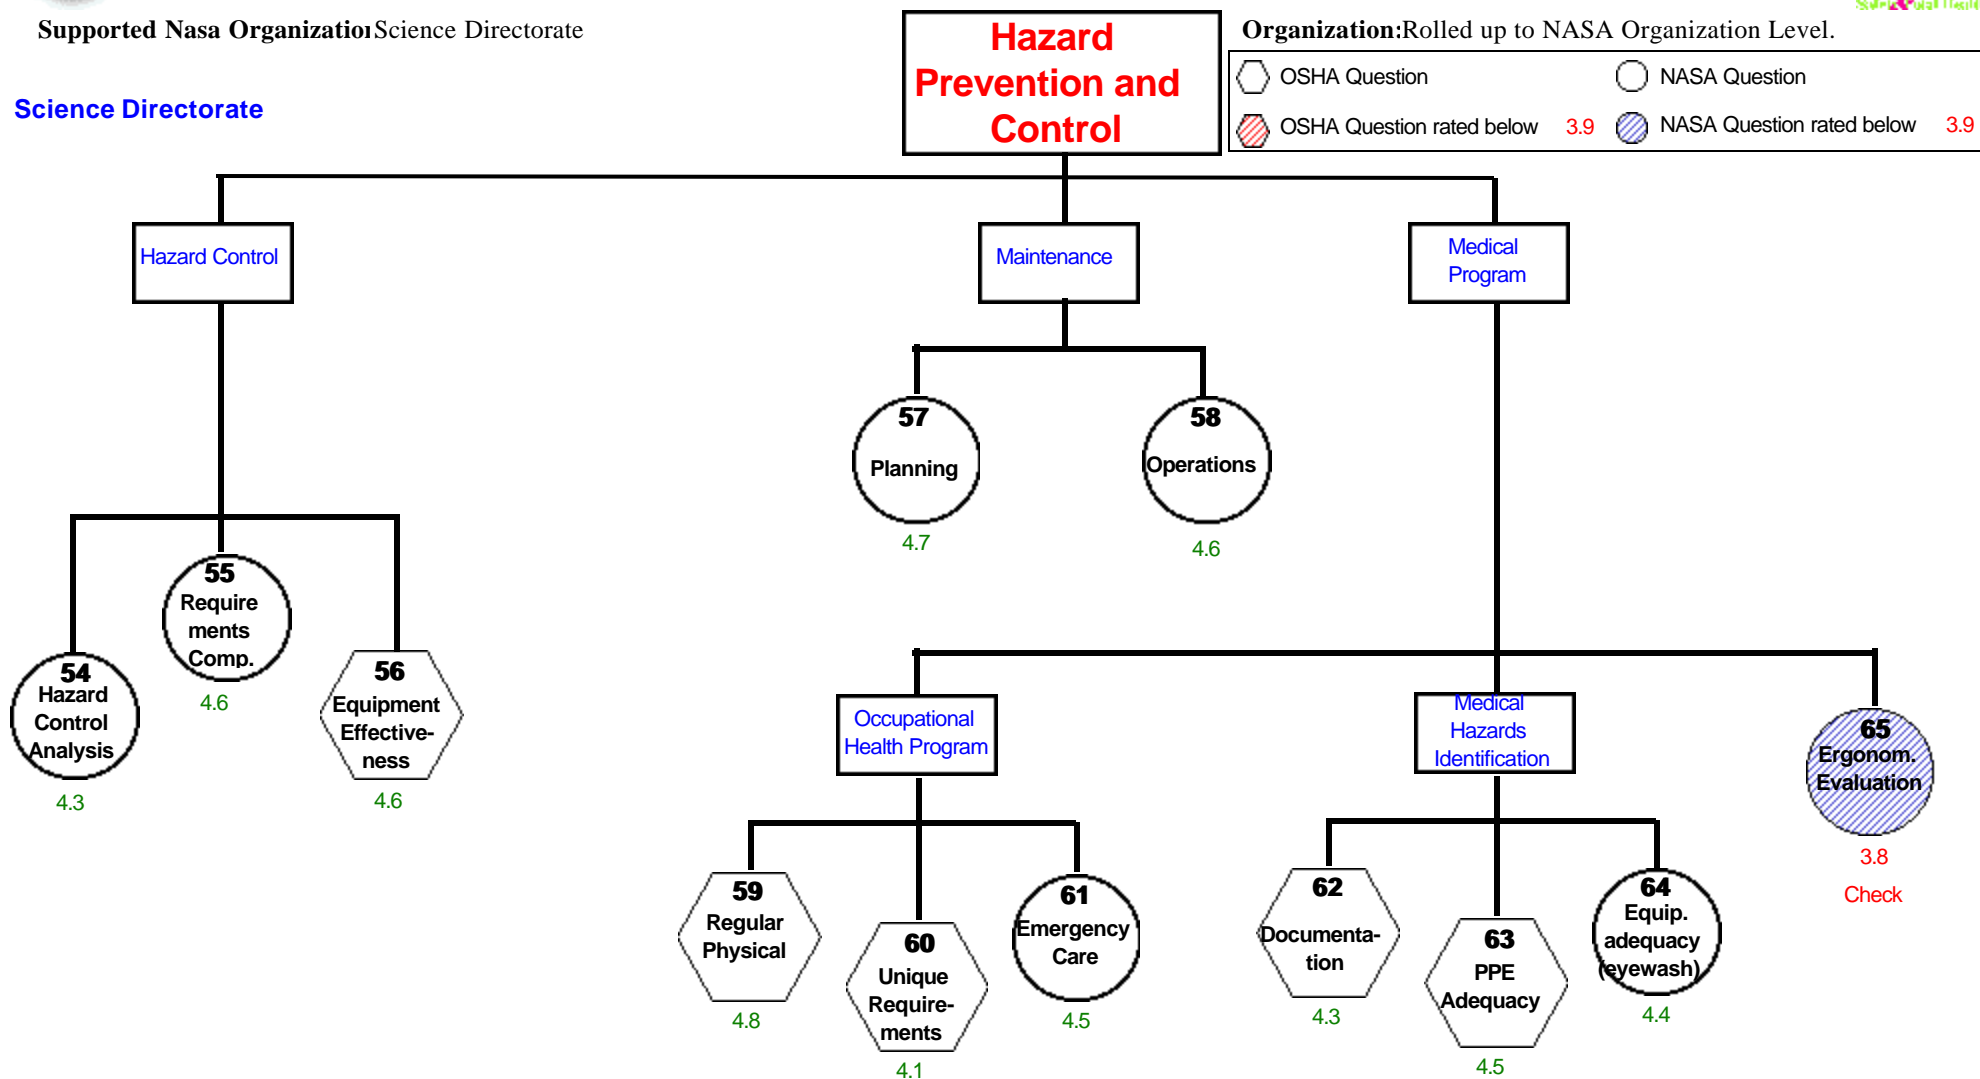 Supported Nasa Organization Science Directorate
Organization:Rolled up to NASA Organization Level.
Science Directorate
Hazard
Prevention and
Control
OSHA Question
NASA Question
OSHA Question rated below 3.9
NASA Question rated below 3.9
Hazard Control
Maintenance
Medical
Program
57
Planning
4.7
58
Operations
4.6
54
Hazard
Control
Analysis
4.3
55
Require
ments
Comp.
4.6
56
Equipment
Effective-
ness
4.6
Occupational
Health Program
Medical
Hazards
Identification
65
Ergonom.
Evaluation
3.8
Check
59
Regular
Physical
4.8
60
Unique
Require-
ments
4.1
61
Emergency
Care
4.5
62
Documenta-
tion
4.3
63
PPE
Adequacy
4.5
64
Equip.
adequacy
(eyewash)
4.4